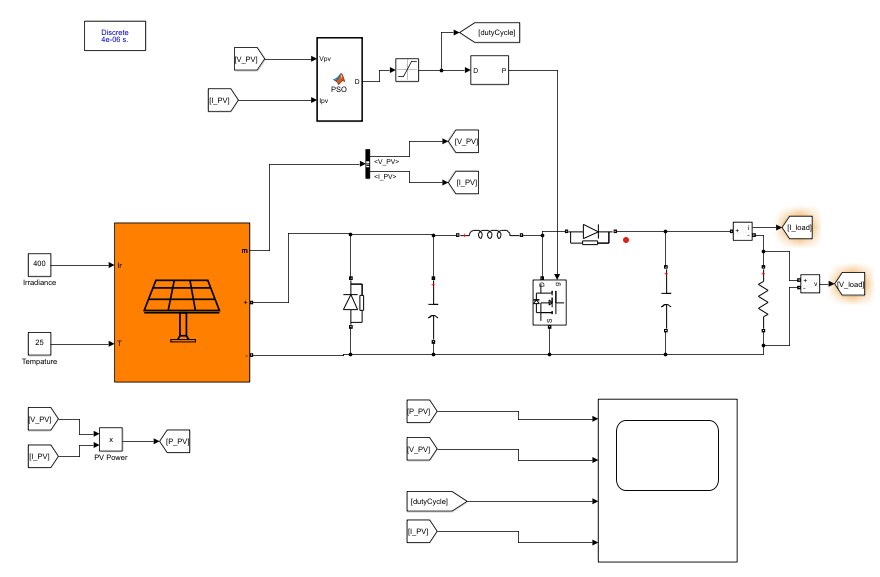 Discrete
4e-06 s.
[dutyCycle]
[V_PV]
Vpv
D
PSO
D
P
[I_PV]
Ipv
<V_PV>
[V_PV]
<I_PV>
[I_PV]
m
400
Ir
Irradiance
+
25
T
Tempature
-
D
g
S
+
i
-
[I_load]
+
-
v
[V_load]
[V_PV]
x
[P_PV]
[I_PV]
PV Power
[P_PV]
[V_PV]
[dutyCycle]
[I_PV]